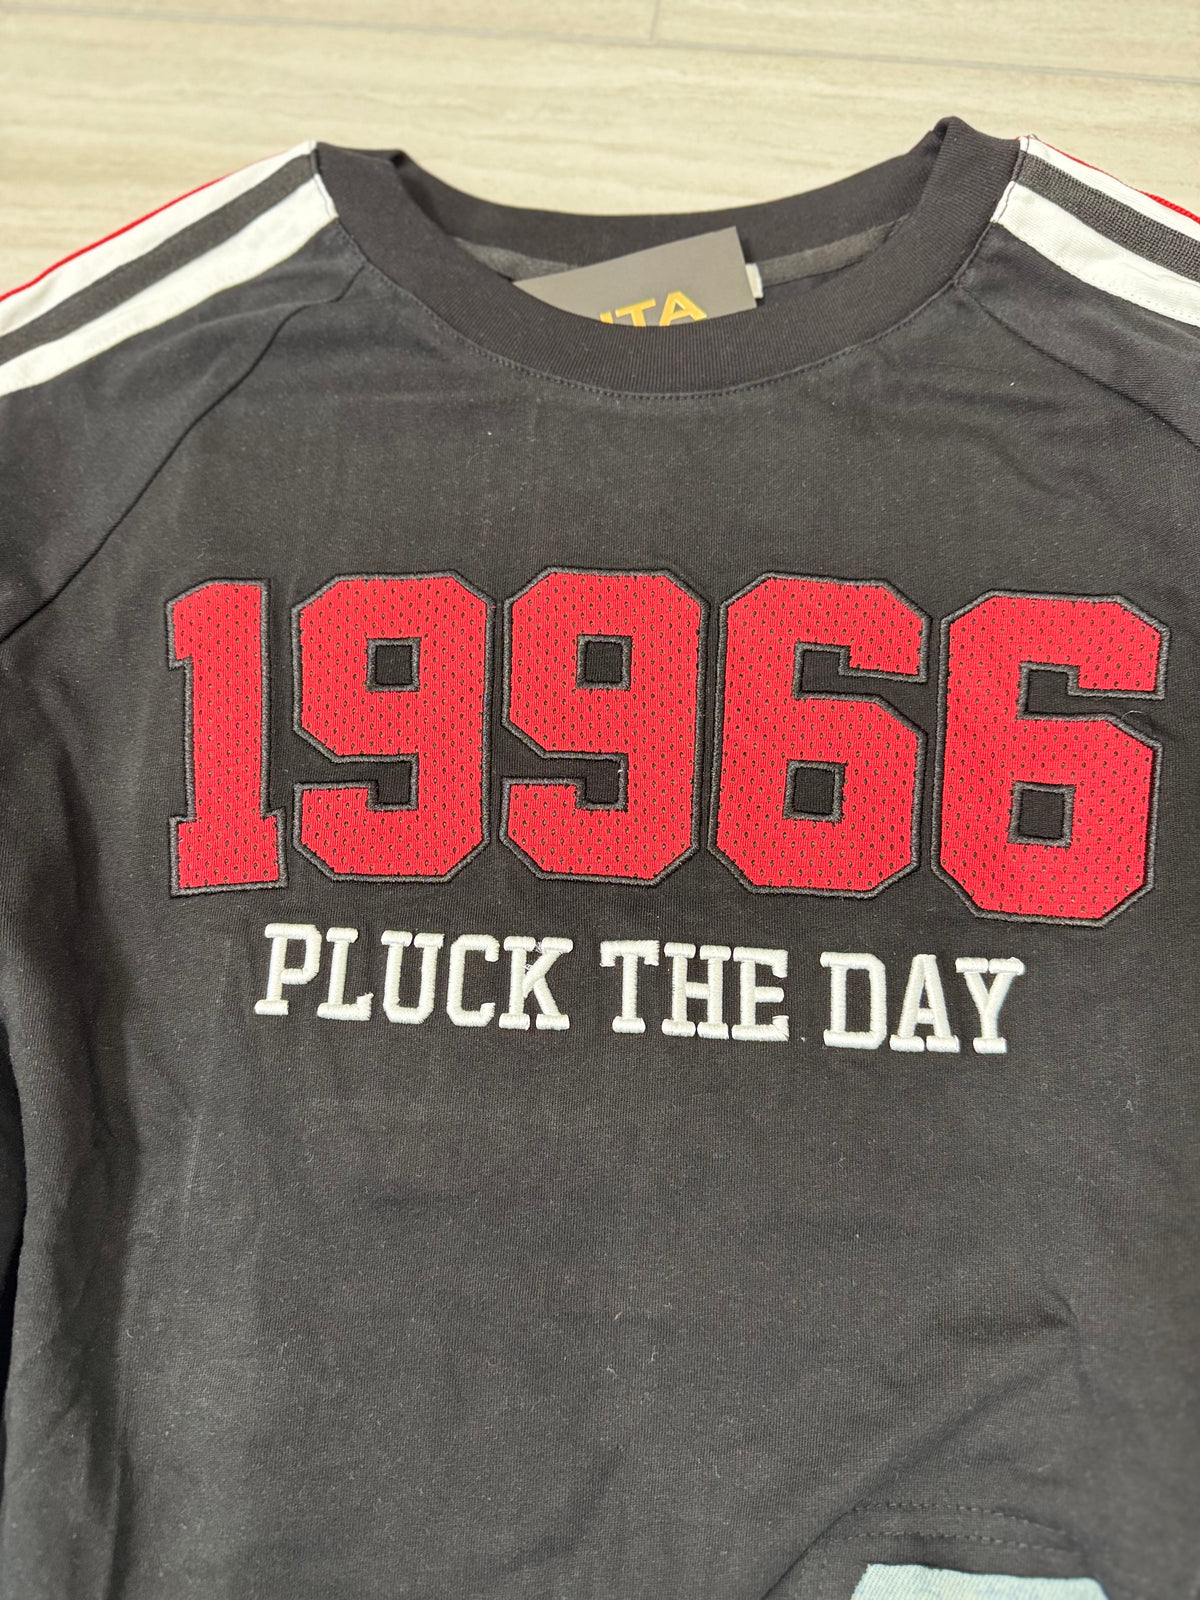 19966
PLUCK THE DAY